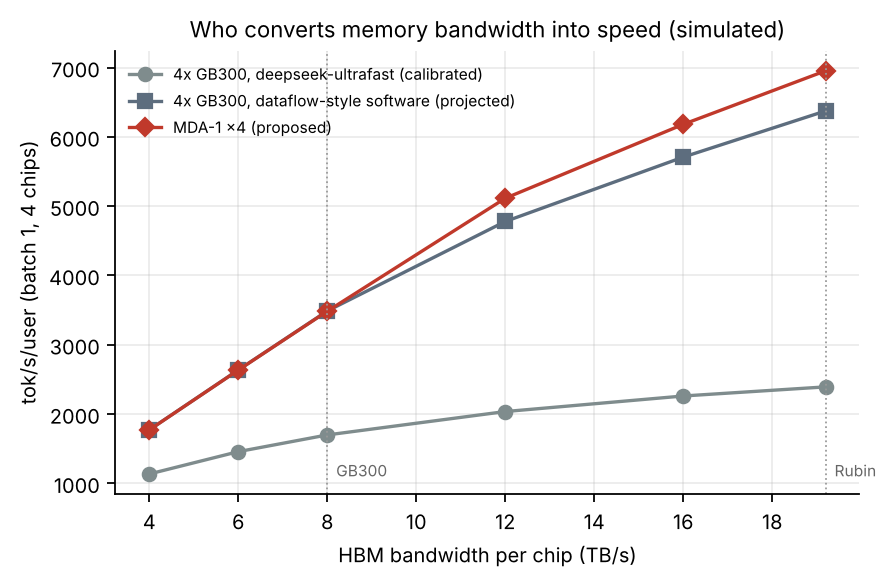 Who converts memory bandwidth into speed (simulated)
7000
6000
5000
4000
3000
2000
1000
tok/s/user (batch 1, 4 chips)
4x GB300, deepseek-ultrafast (calibrated)
4x GB300, dataflow-style software (projected)
MDA-1 ×4 (proposed)
GB300
Rubin
4 6 8 10 12 14 16 18
HBM bandwidth per chip (TB/s)